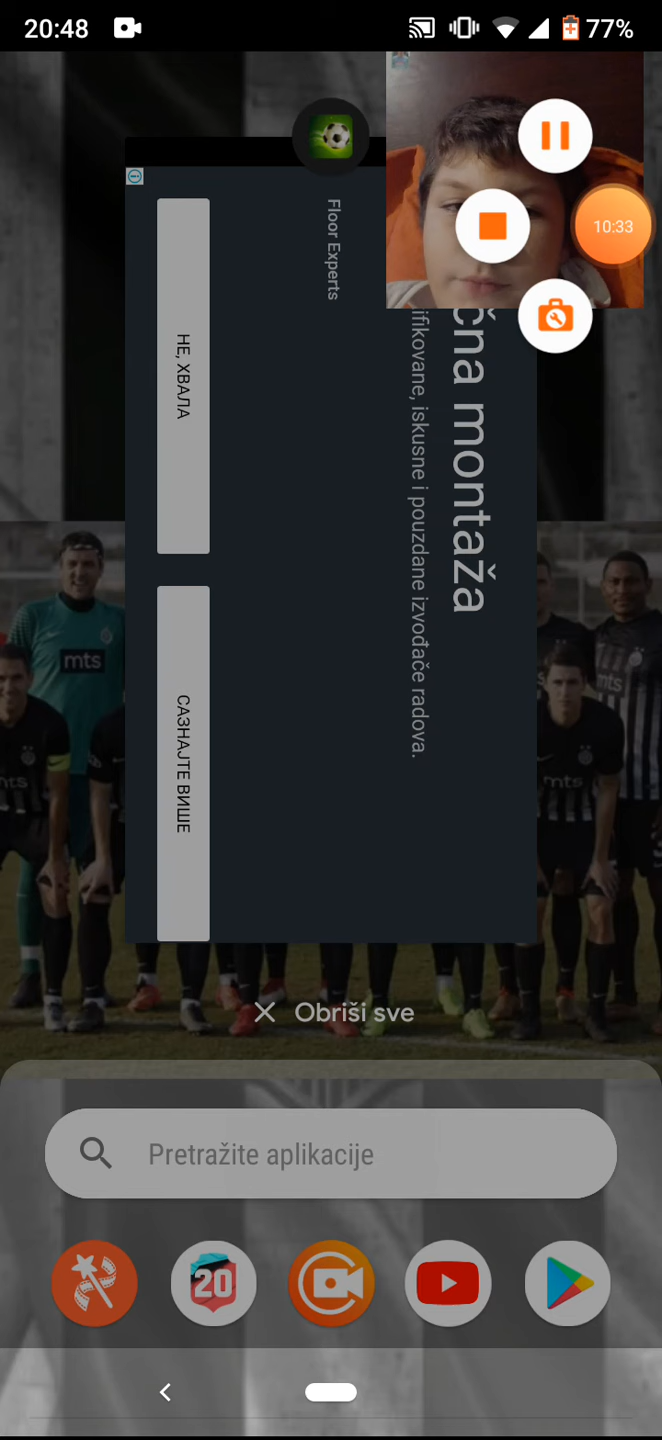 20:48
77%
10:33
čna montaža
ifikovane, iskusne i pouzdane izvođače radova.
Floor Experts
НЕ, ХВАЛА
САЗНАЈТЕ ВИШЕ
mts
mts
mts
Obriši sve
Pretražite aplikacije
20